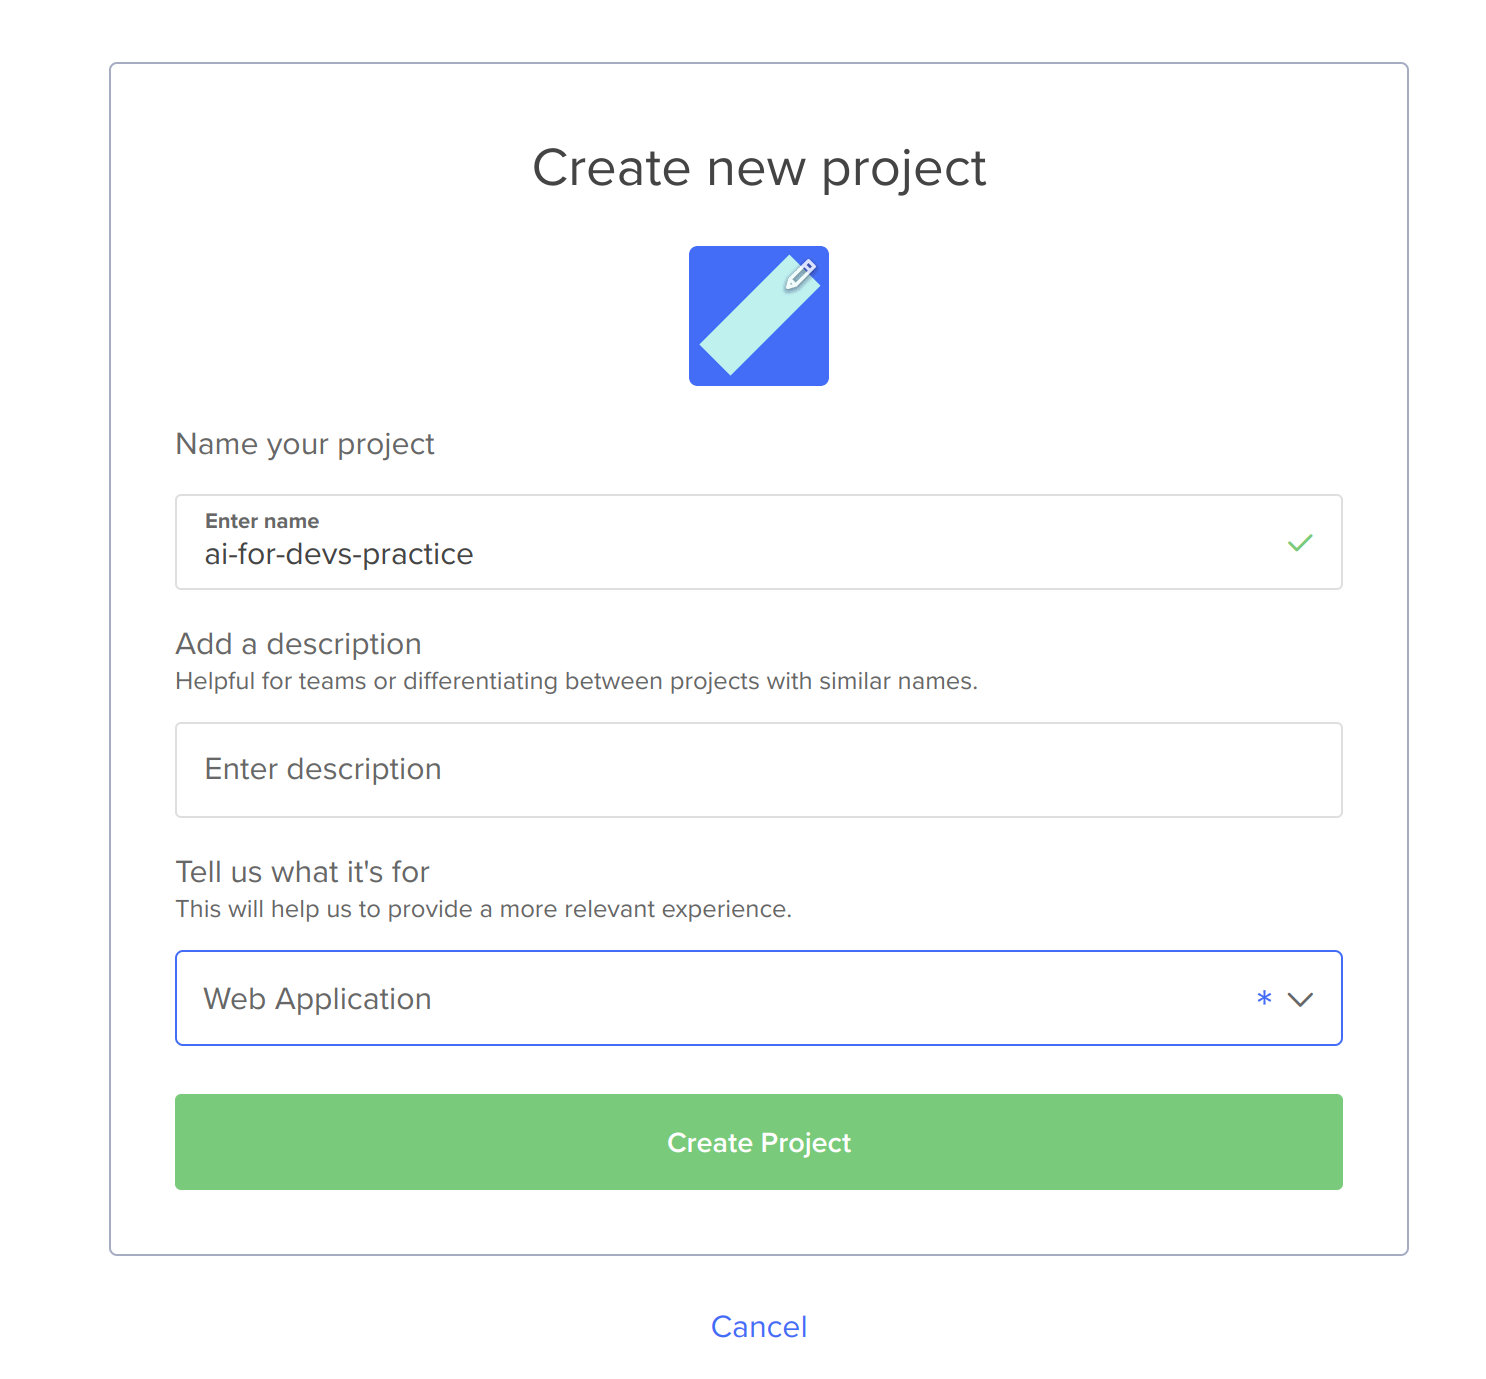 Create new project
Name your project
Enter name
ai-for-devs-practice
Add a description
Helpful for teams or differentiating between projects with similar names.
Enter description
Tell us what it's for
This will help us to provide a more relevant experience.
Web Application *
Create Project
Cancel